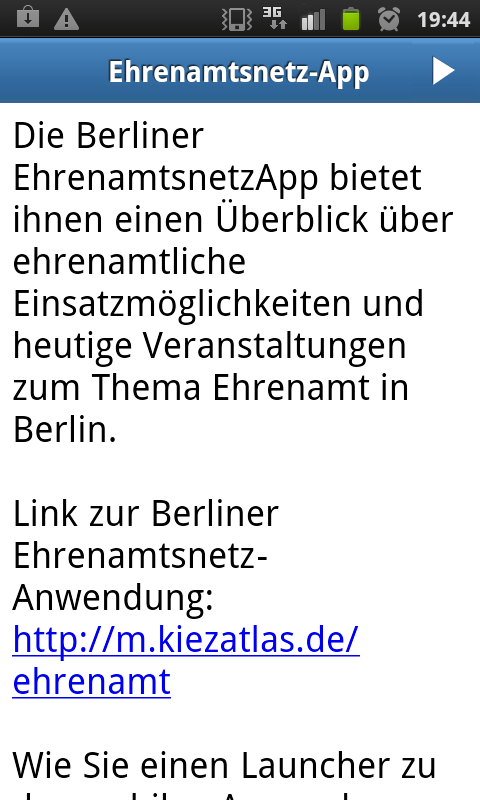 3G
19:44
Ehrenamtsnetz-App
Die Berliner
EhrenamtsnetzApp bietet
ihnen einen Überblick über
ehrenamtliche
Einsatzmöglichkeiten und
heutige Veranstaltungen
zum Thema Ehrenamt in
Berlin.
Link zur Berliner
Ehrenamtsnetz-
Anwendung:
http://m.kiezatlas.de/
ehrenamt
Wie Sie einen Launcher zu